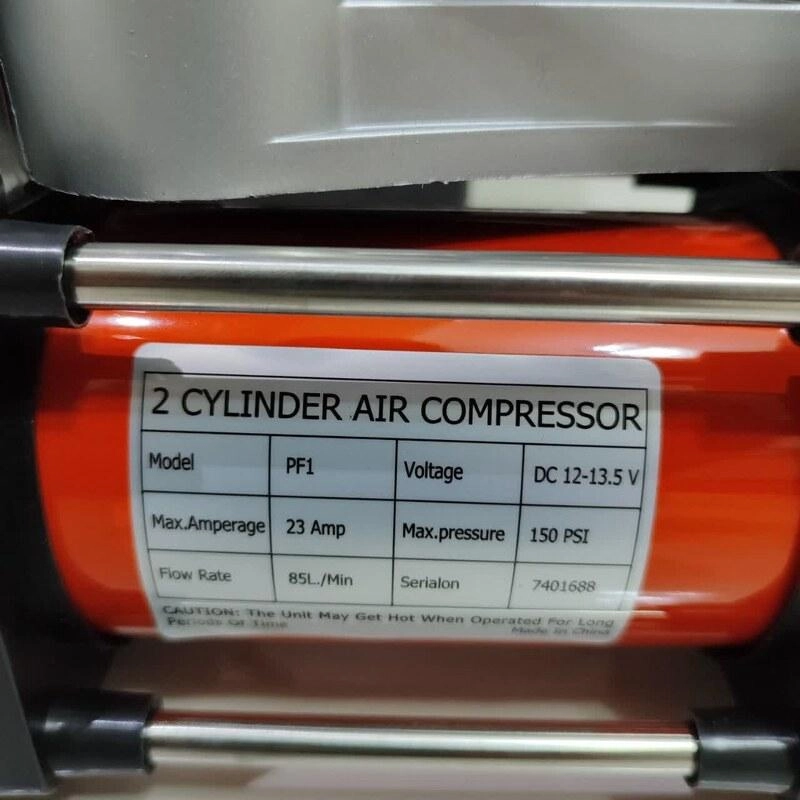 2 CYLINDER AIR COMPRESSOR
Model PF1 Voltage DC 12-13.5 V
Max.Amperage 23 Amp Max.pressure 150 PSI
Flow Rate 85L./Min Serialon 7401688
CAUTION: The Unit May Get Hot When Operated For Long
Periods Of Time
Made In China